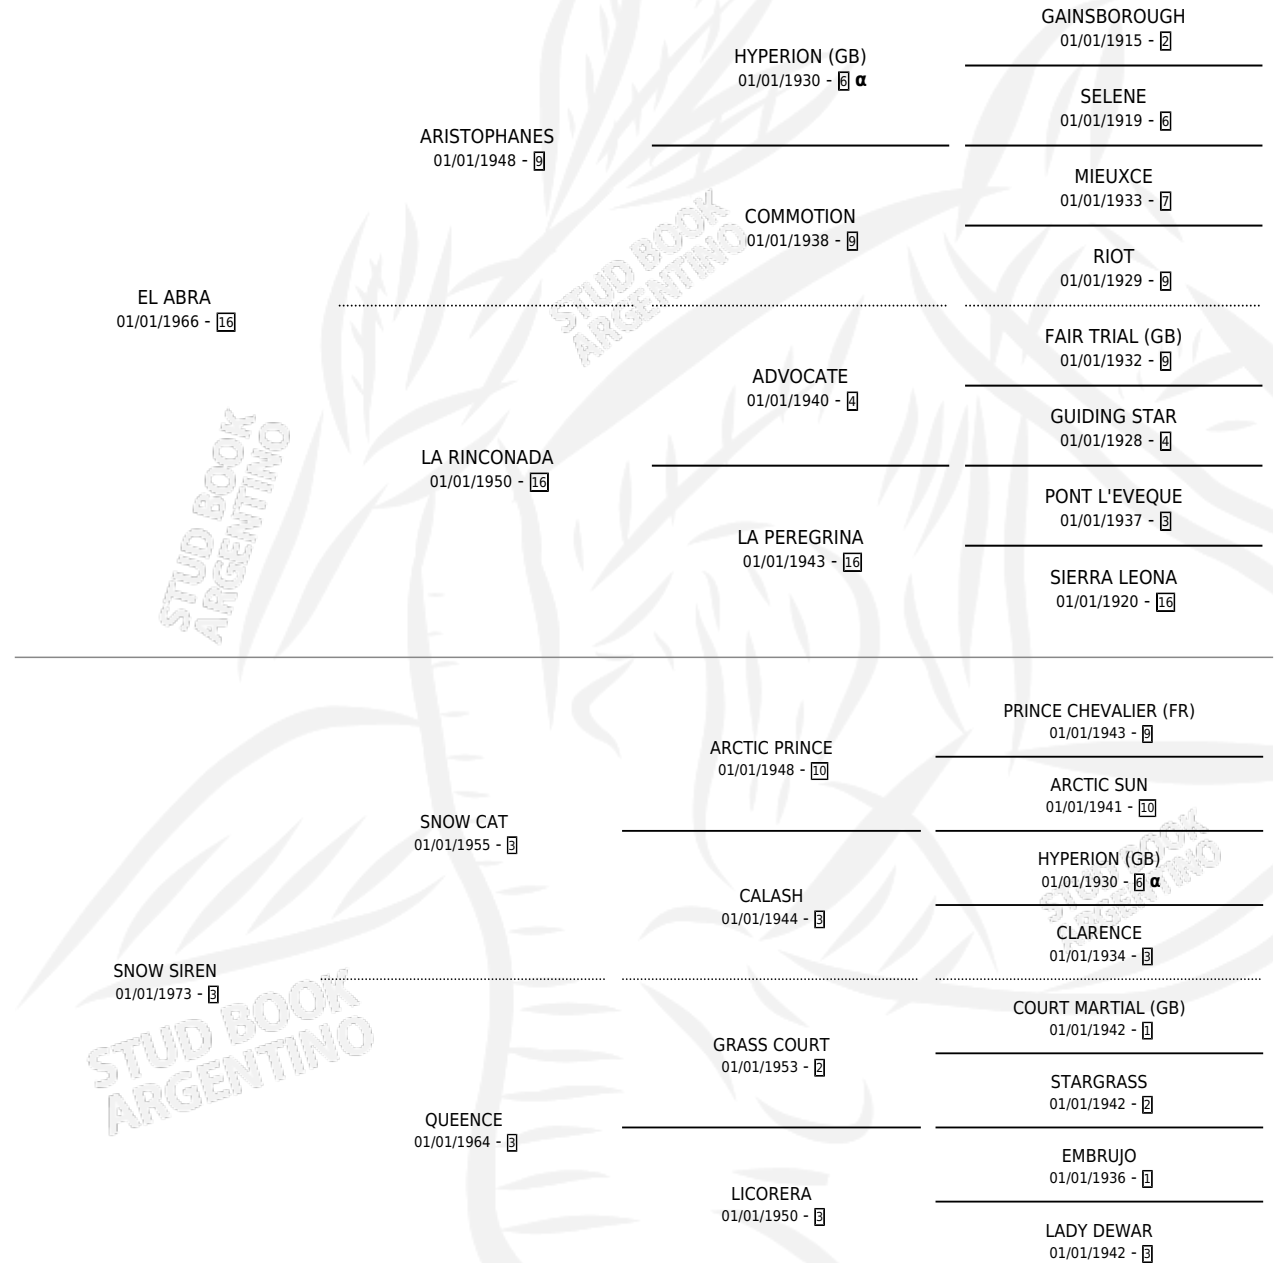 GAINSBOROUGH
01/01/1915 - 2
HYPERION (GB)
01/01/1930 - 6 α
SELENE
01/01/1919 - 6
ARISTOPHANES
01/01/1948 - 9
MIEUXCE
01/01/1933 - 7
COMMOTION
01/01/1938 - 9
RIOT
01/01/1929 - 9
EL ABRA
01/01/1966 - 16
FAIR TRIAL (GB)
01/01/1932 - 9
ADVOCATE
01/01/1940 - 4
GUIDING STAR
01/01/1928 - 4
LA RINCONADA
01/01/1950 - 16
PONT L'EVEQUE
01/01/1937 - 3
LA PEREGRINA
01/01/1943 - 16
SIERRA LEONA
01/01/1920 - 16
PRINCE CHEVALIER (FR)
01/01/1943 - 9
ARCTIC PRINCE
01/01/1948 - 10
ARCTIC SUN
01/01/1941 - 10
SNOW CAT
01/01/1955 - 3
HYPERION (GB)
01/01/1930 - 6 α
CALASH
01/01/1944 - 3
CLARENCE
01/01/1934 - 3
SNOW SIREN
01/01/1973 - 3
COURT MARTIAL (GB)
01/01/1942 - 1
GRASS COURT
01/01/1953 - 2
STARGRASS
01/01/1942 - 2
QUEENCE
01/01/1964 - 3
EMBRUJO
01/01/1936 - 1
LICORERA
01/01/1950 - 3
LADY DEWAR
01/01/1942 - 3
STUD BOOK
ARGENTINO
STUD BOOK
ARGENTINO
STUD BOOK
ARGENTINO
STUD BOOK
ARGENTINO